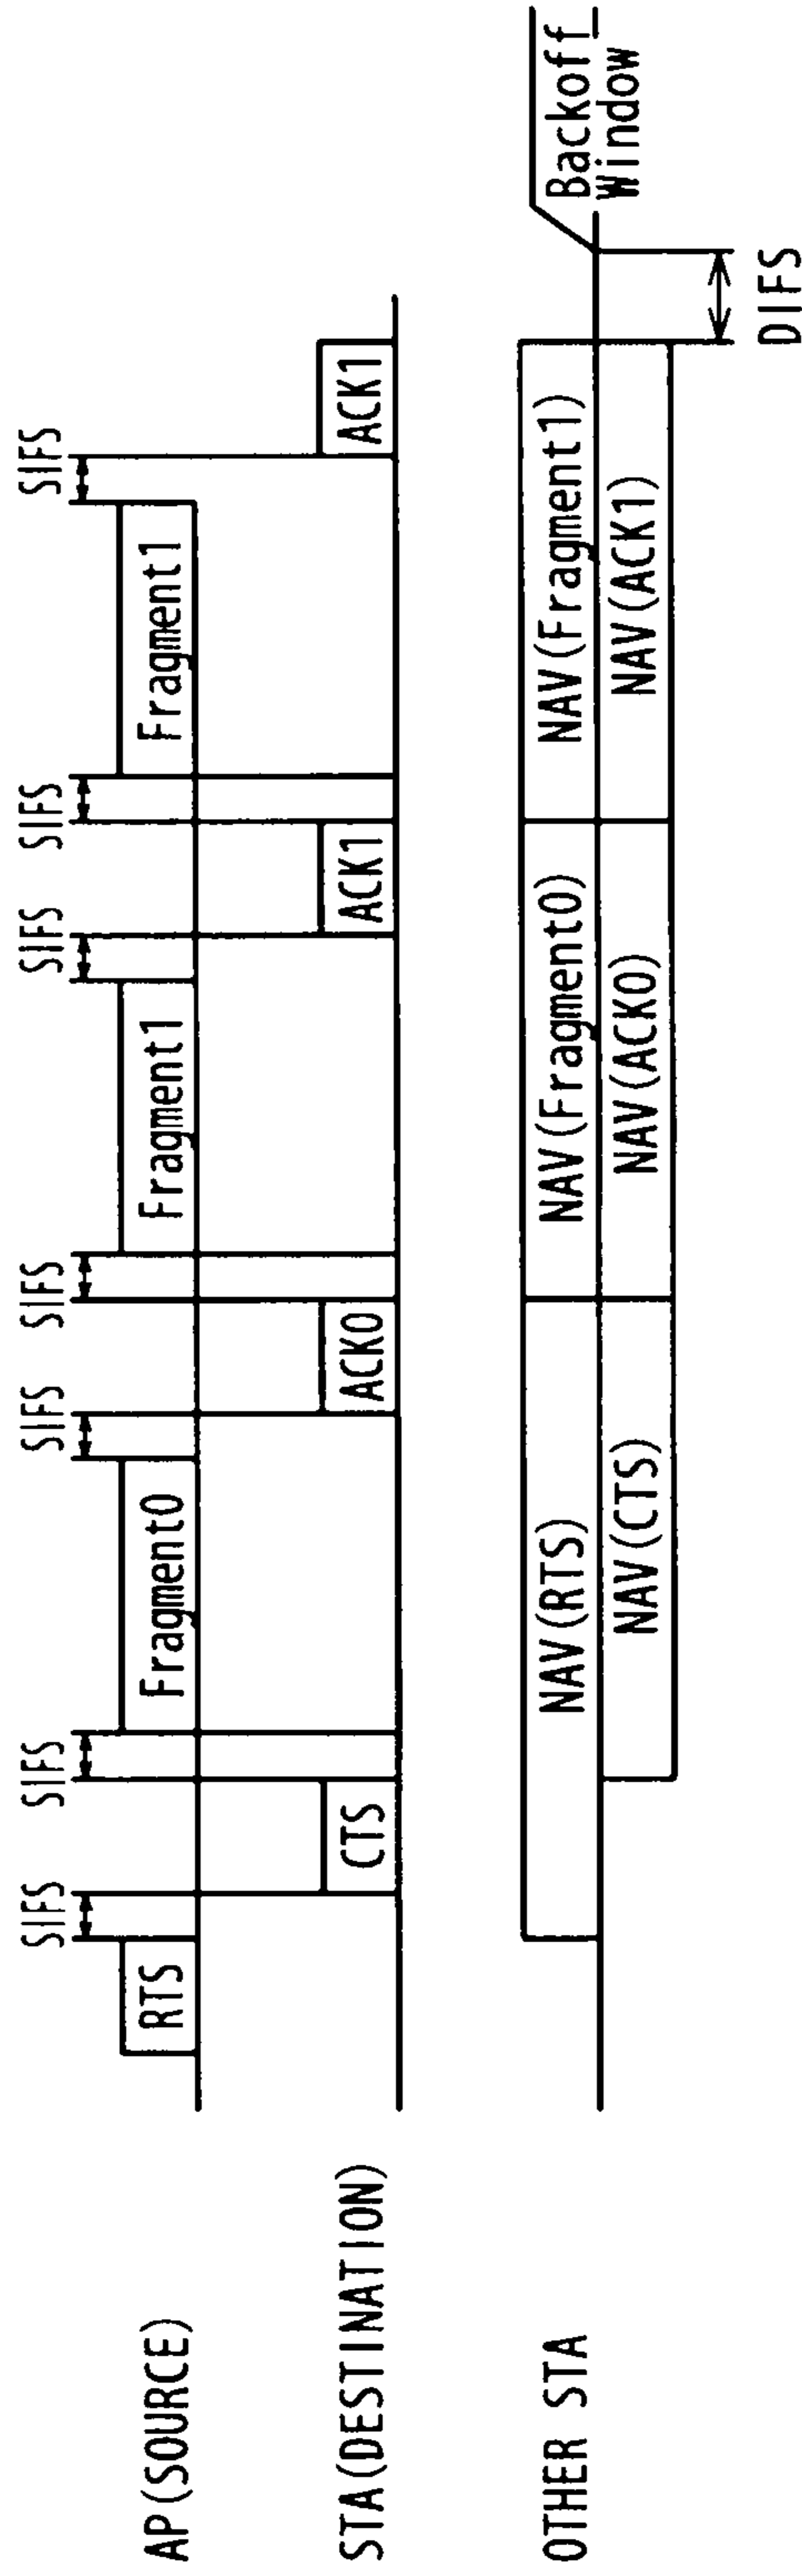 SIFS SIFS SIFS SIFS SIFS SIFS SIFS
AP(SOURCE) RTS Fragment0 Fragment1 Fragment1
STA(DESTINATION) CTS ACK0 ACK1 ACK1
OTHER STA NAV(RTS) NAV(Fragment0) NAV(Fragment1) Backoff
NAV(CTS) NAV(ACK0) NAV(ACK1) Window
DIFS